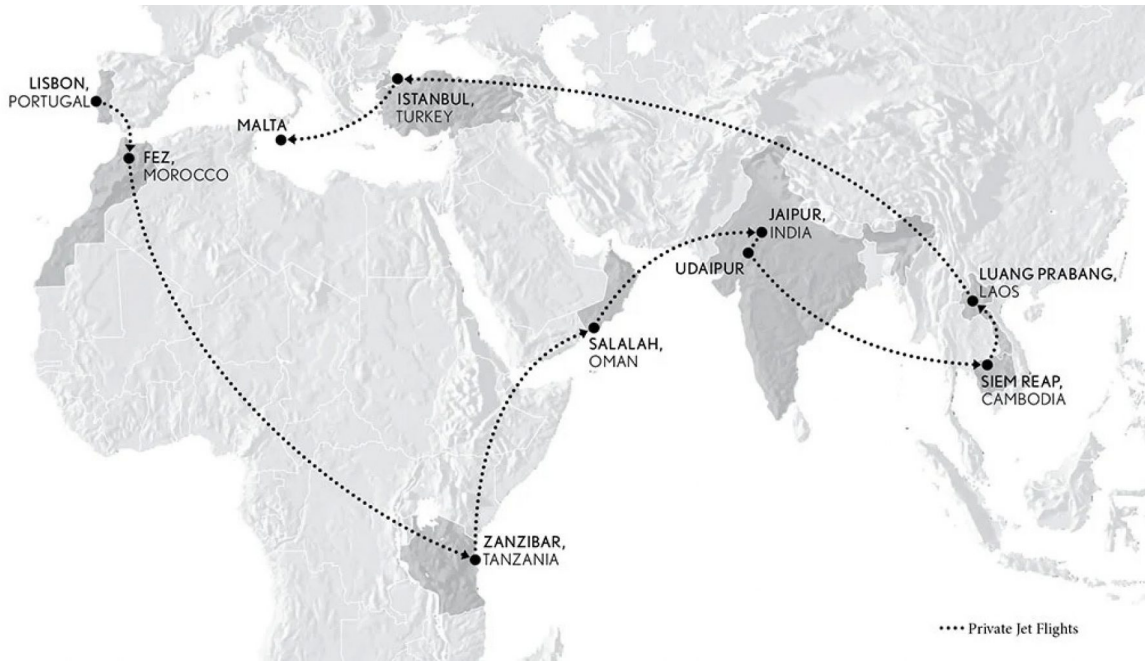 LISBON,
PORTUGAL
FEZ,
MOROCCO
MALTA
ISTANBUL,
TURKEY
JAIPUR,
INDIA
UDAIPUR
LUANG PRABANG,
LAOS
SALALAH,
OMAN
SIEM REAP,
CAMBODIA
ZANZIBAR,
TANZANIA
Private Jet Flights